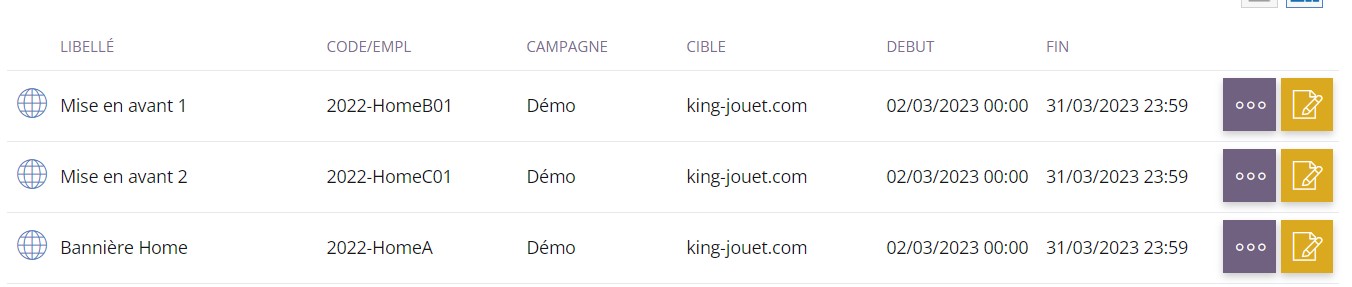 LIBELLÉ CODE/EMPL CAMPAGNE CIBLE DEBUT FIN
Mise en avant 1 2022-HomeB01 Démo king-jouet.com 02/03/2023 00:00 31/03/2023 23:59
Mise en avant 2 2022-HomeC01 Démo king-jouet.com 02/03/2023 00:00 31/03/2023 23:59
Bannière Home 2022-HomeA Démo king-jouet.com 02/03/2023 00:00 31/03/2023 23:59